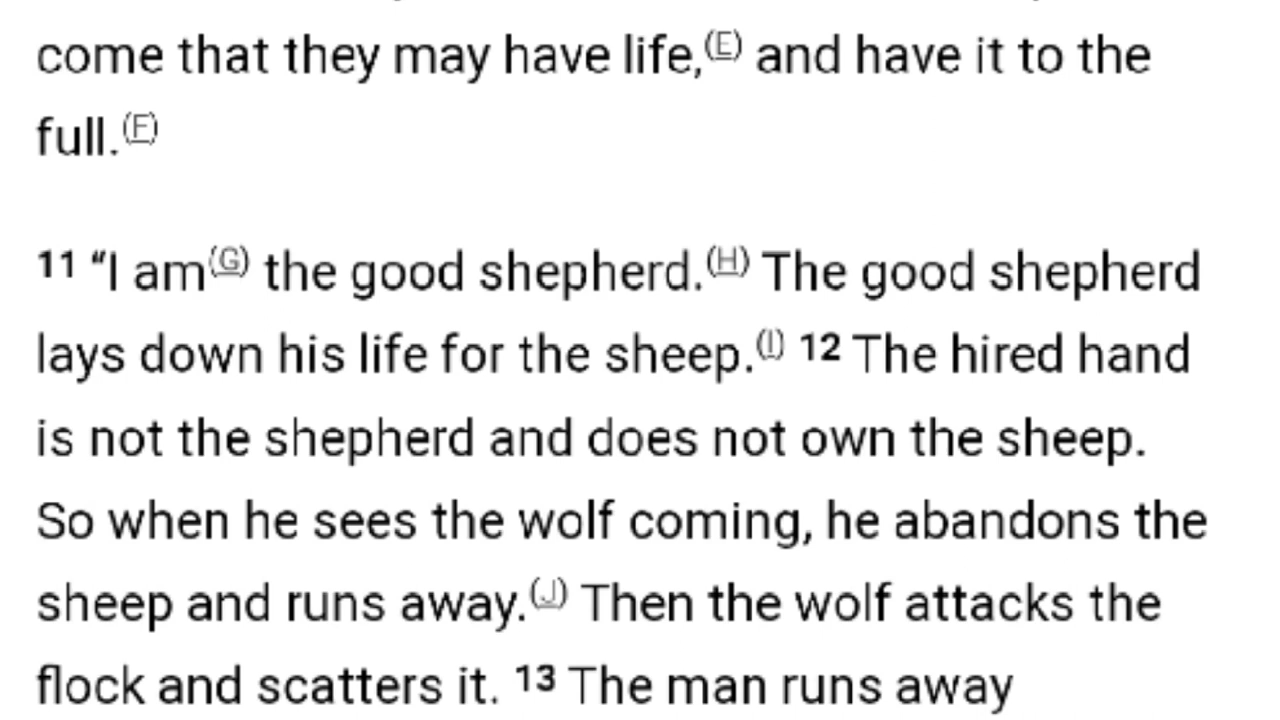 come that they may have life,(E) and have it to the
full.(F)
11 “I am(G) the good shepherd.(H) The good shepherd
lays down his life for the sheep.(I) 12 The hired hand
is not the shepherd and does not own the sheep.
So when he sees the wolf coming, he abandons the
sheep and runs away.(J) Then the wolf attacks the
flock and scatters it. 13 The man runs away